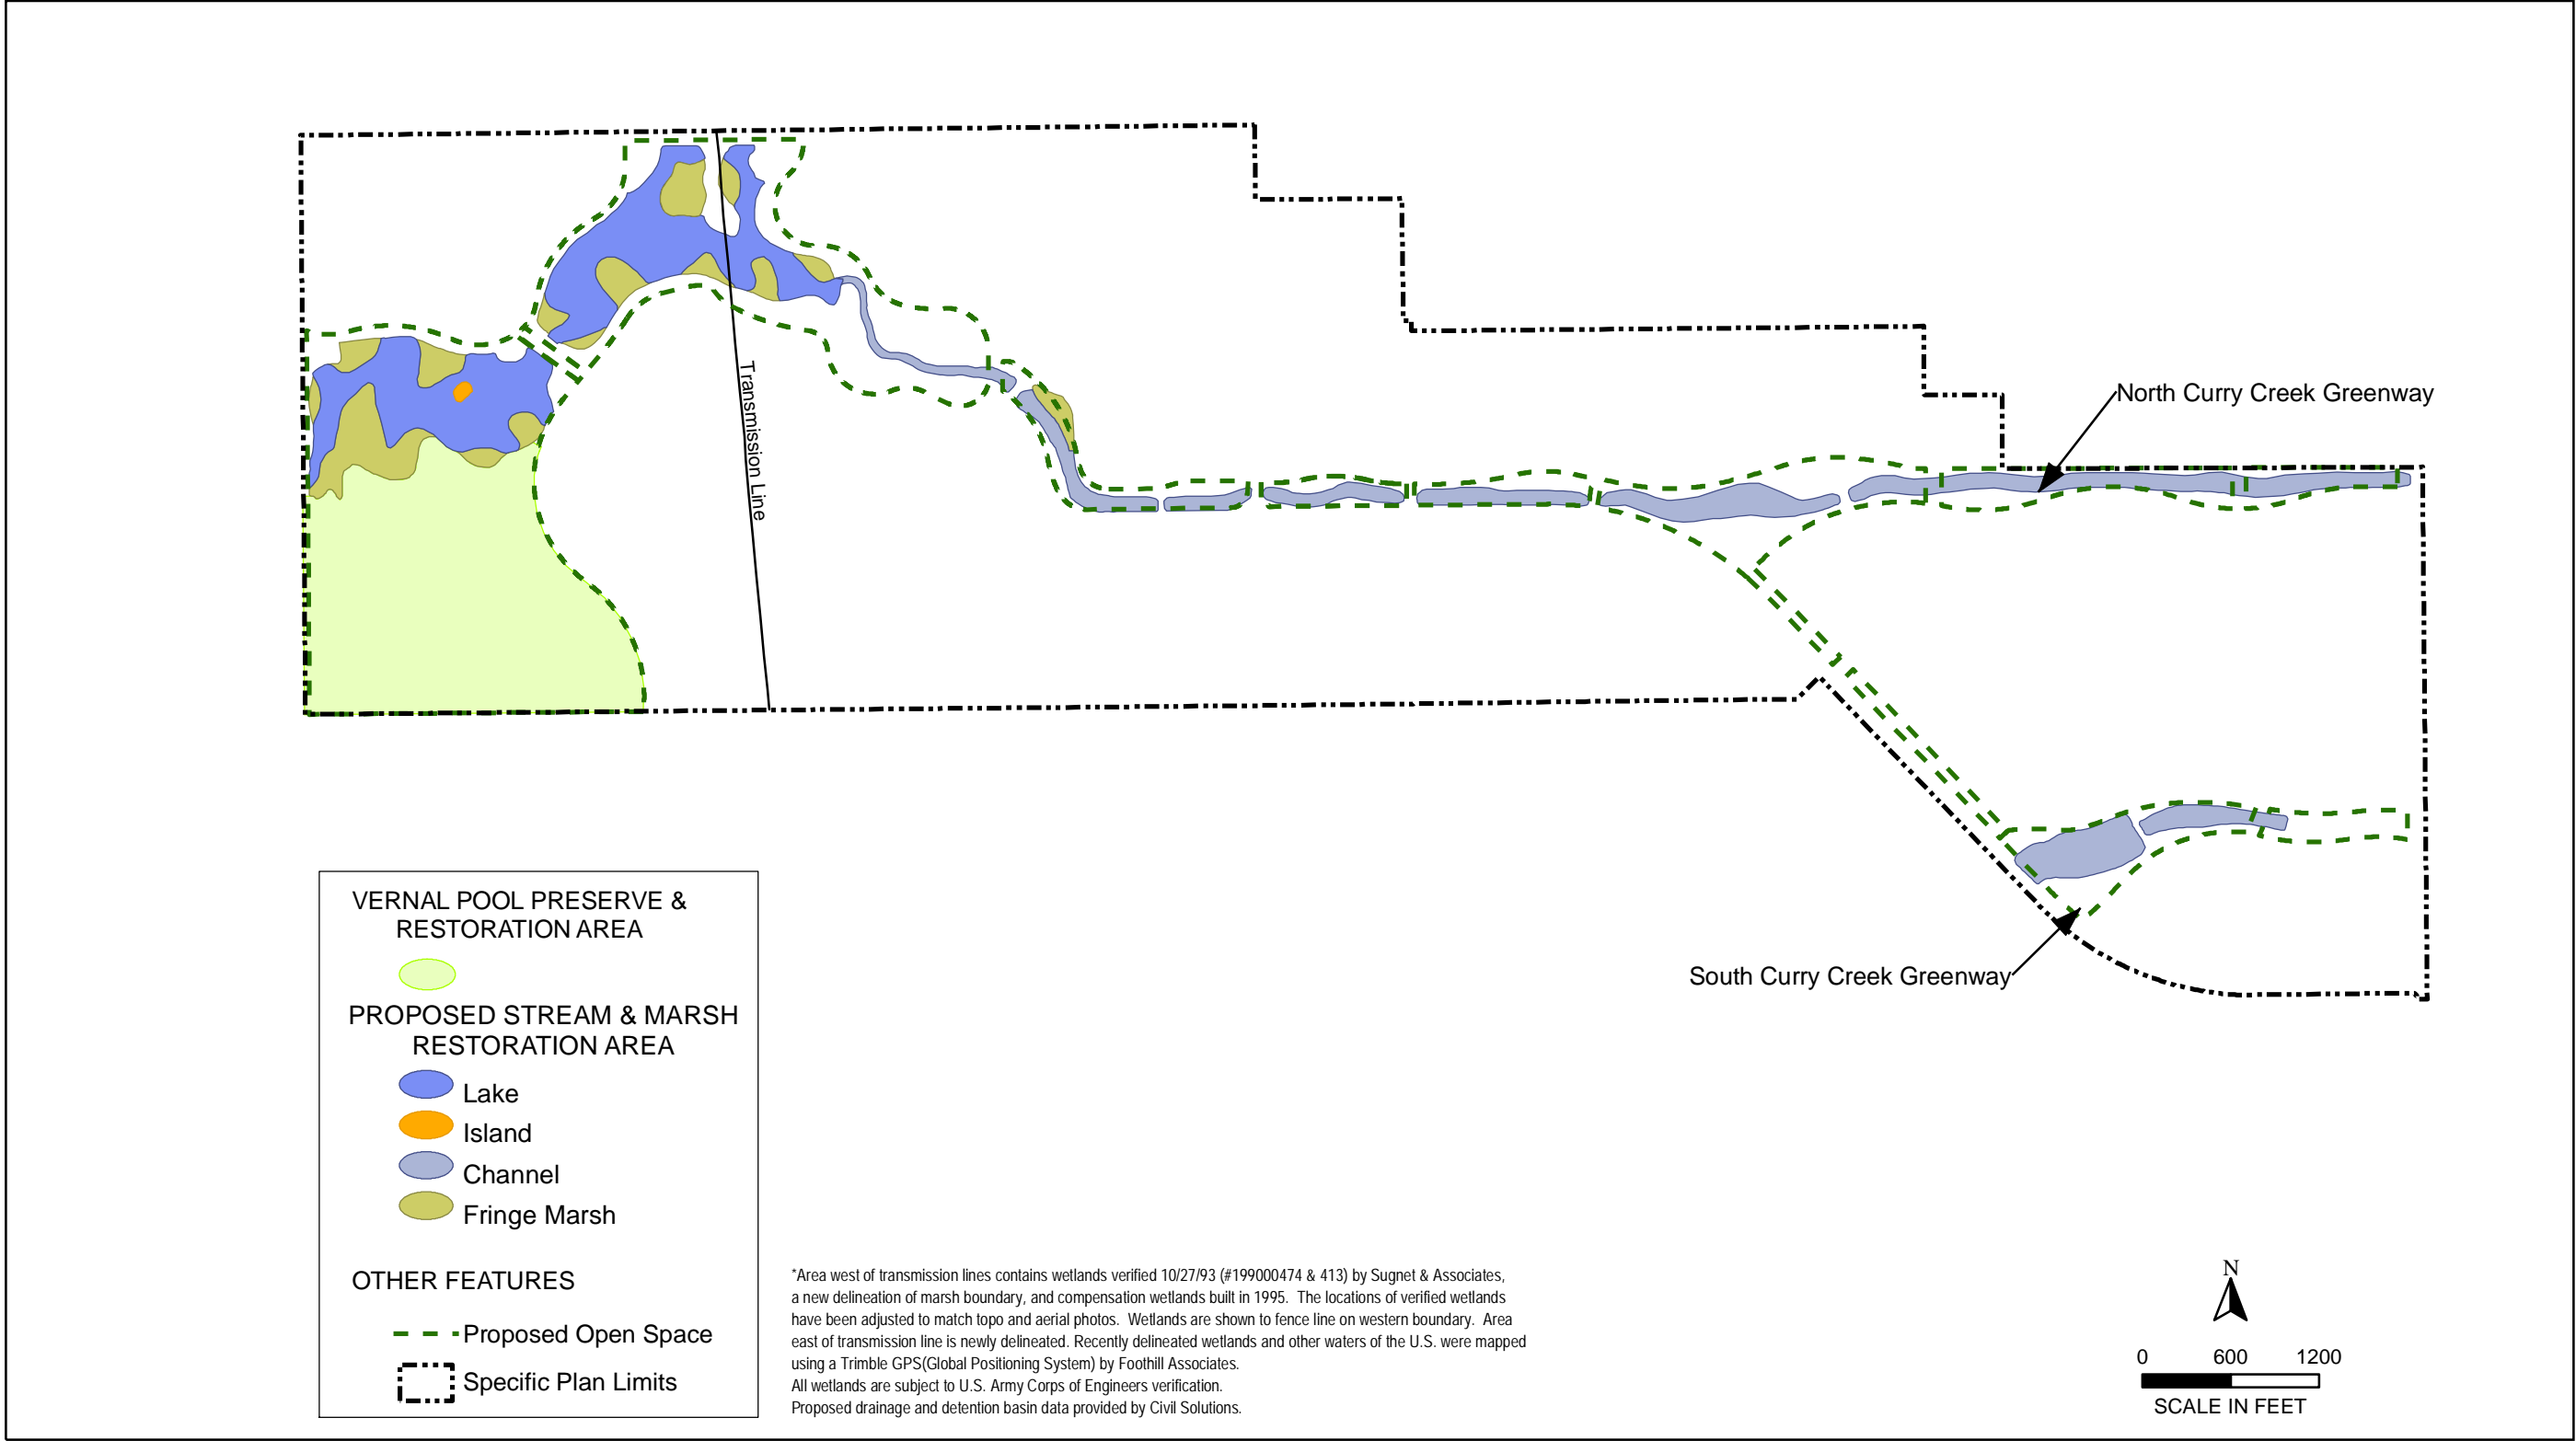 Transmission Line
North Curry Creek Greenway
South Curry Creek Greenway
VERNAL POOL PRESERVE &
RESTORATION AREA
PROPOSED STREAM & MARSH
RESTORATION AREA
Lake
Island
Channel
Fringe Marsh
OTHER FEATURES
Proposed Open Space
Specific Plan Limits
*Area west of transmission lines contains wetlands verified 10/27/93 (#199000474 & 413) by Sugnet & Associates,
a new delineation of marsh boundary, and compensation wetlands built in 1995. The locations of verified wetlands
have been adjusted to match topo and aerial photos. Wetlands are shown to fence line on western boundary. Area
east of transmission line is newly delineated. Recently delineated wetlands and other waters of the U.S. were mapped
using a Trimble GPS(Global Positioning System) by Foothill Associates.
All wetlands are subject to U.S. Army Corps of Engineers verification.
Proposed drainage and detention basin data provided by Civil Solutions.
N
0 600 1200
SCALE IN FEET